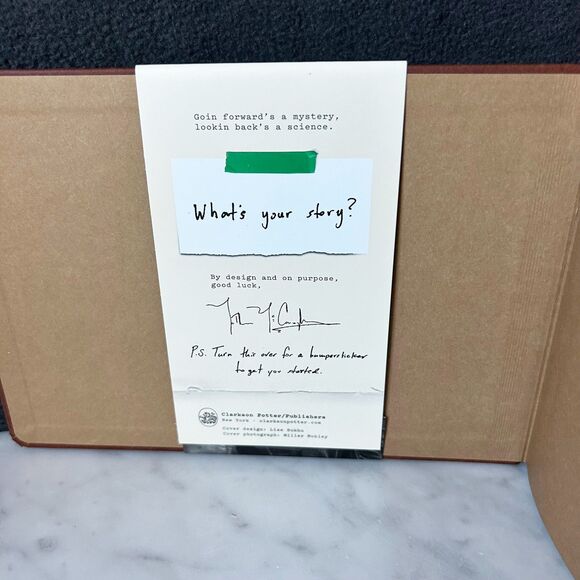 Goin forward's a mystery,
lookin back's a science.
What's your story?
By design and on purpose,
good luck,
P.S. Turn this over for a bumpersticker
to get you started.
Clarkson Potter/Publishers
New York - clarksonpotter.com
Cover design:
Cover photograph: Miller Mobley